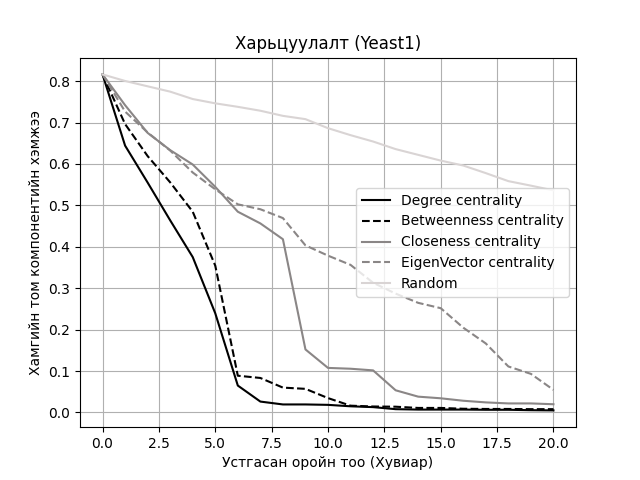 Харьцуулалт (Yeast1)
Хамгийн том компонентийн хэмжээ
0.8
0.7
0.6
0.5
0.4
0.3
0.2
0.1
0.0
Degree centrality
Betweenness centrality
Closeness centrality
EigenVector centrality
Random
0.0 2.5 5.0 7.5 10.0 12.5 15.0 17.5 20.0
Устгасан оройн тоо (Хувиар)